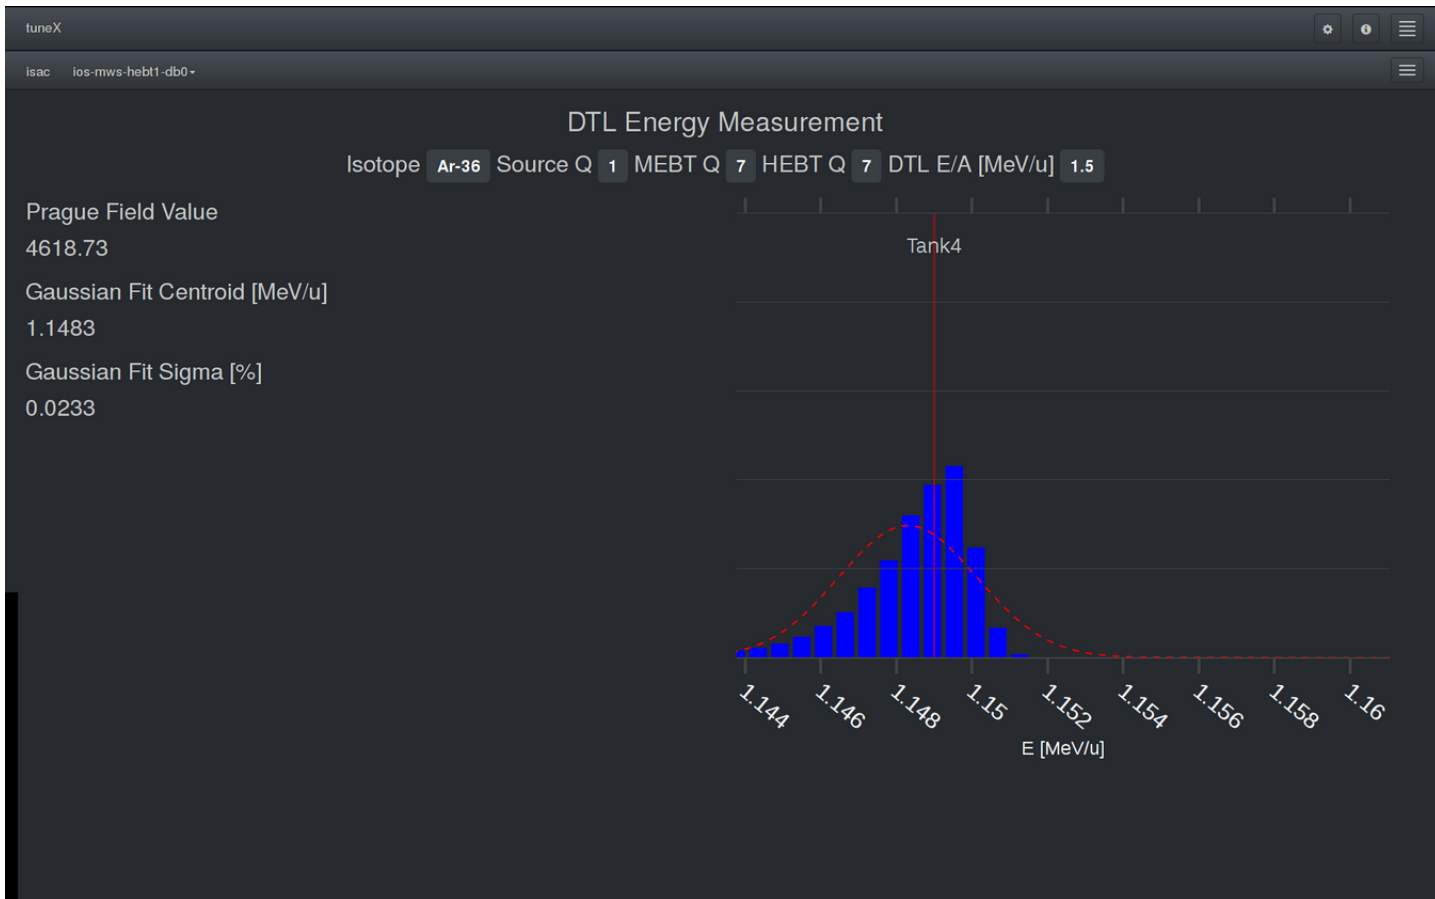 tuneX
isac ios-mws-hebt1-db0
DTL Energy Measurement
Isotope Ar-36 Source Q 1 MEBT Q 7 HEBT Q 7 DTL E/A [MeV/u] 1.5
Prague Field Value
4618.73
Gaussian Fit Centroid [MeV/u]
1.1483
Gaussian Fit Sigma [%]
0.0233
Tank4
1.144 1.146 1.148 1.15 1.152 1.154 1.156 1.158 1.16
E [MeV/u]